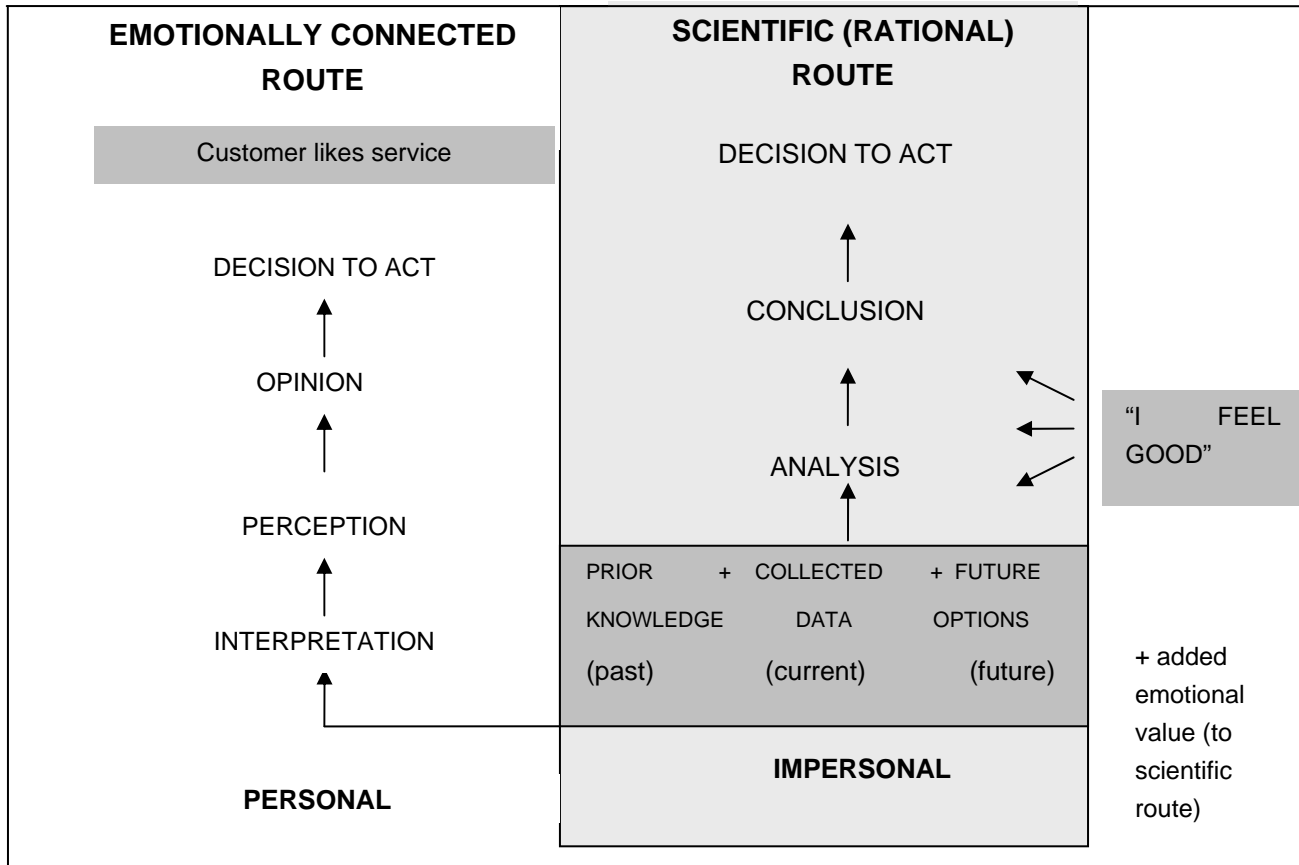 EMOTIONALLY CONNECTED
ROUTE
Customer likes service
DECISION TO ACT
OPINION
PERCEPTION
INTERPRETATION
PERSONAL
SCIENTIFIC (RATIONAL)
ROUTE
DECISION TO ACT
CONCLUSION
ANALYSIS
PRIOR + COLLECTED + FUTURE
KNOWLEDGE DATA OPTIONS
(past) (current) (future)
IMPERSONAL
“I FEEL
GOOD”
+ added
emotional
value (to
scientific
route)